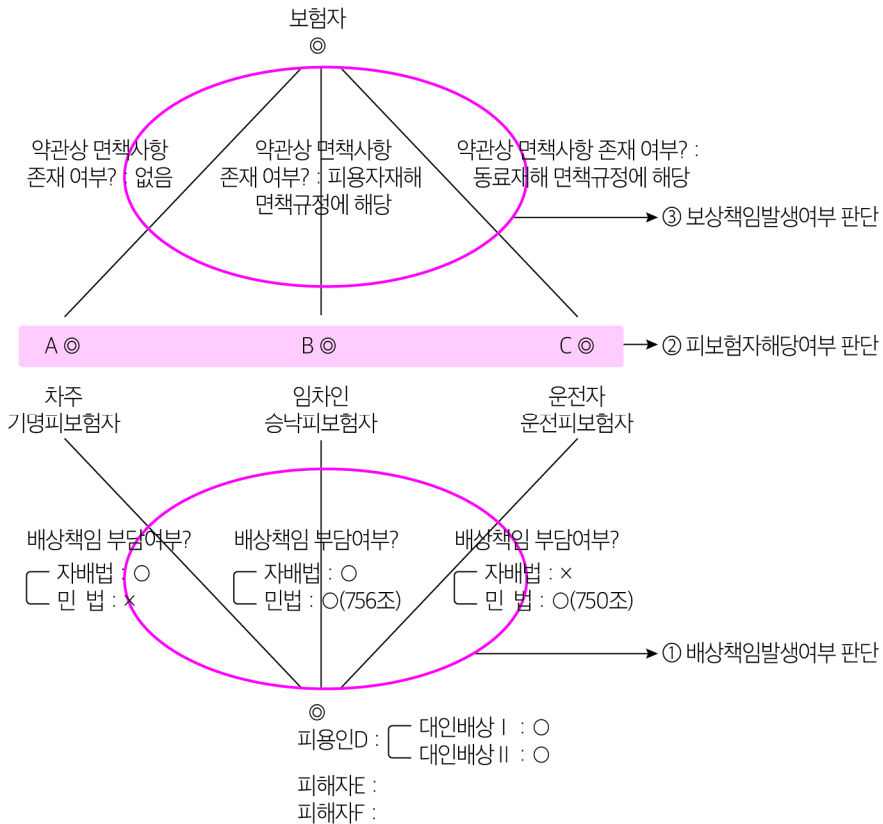 보험자
◎
약관상 면책사항
존재 여부? : 없음
약관상 면책사항
존재 여부? : 피용자재해
면책규정에 해당
약관상 면책사항 존재 여부? :
동료재해 면책규정에 해당
③ 보상책임발생여부 판단
A ◎
B ◎
C ◎
② 피보험자해당여부 판단
차주
기명피보험자
임차인
승낙피보험자
운전자
운전피보험자
배상책임 부담여부?
자배법 : ○
민 법 : ×
배상책임 부담여부?
자배법 : ○
민법 : ○(756조)
배상책임 부담여부?
자배법 : ×
민 법 : ○(750조)
① 배상책임발생여부 판단
◎
피용인D :
대인배상Ⅰ : ○
대인배상Ⅱ : ○
피해자E :
피해자F :